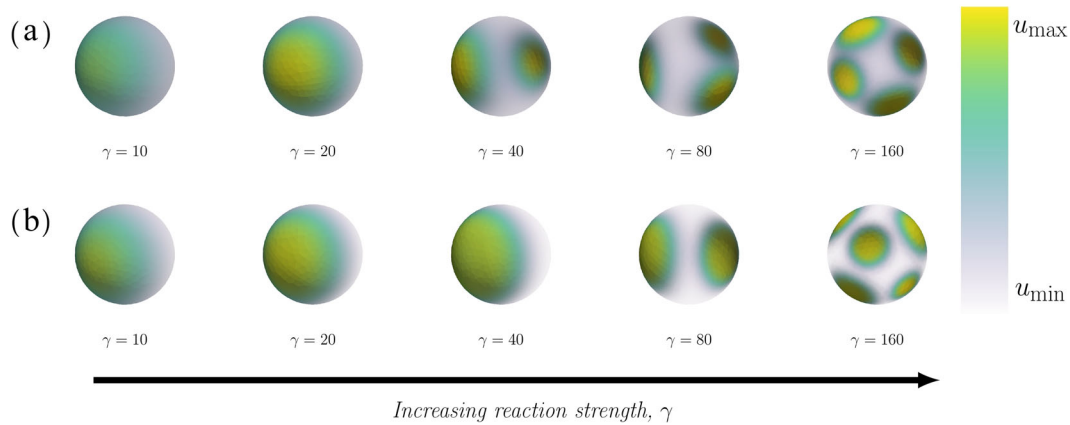 (a)
u_max
γ = 10
γ = 20
γ = 40
γ = 80
γ = 160
(b)
u_min
γ = 10
γ = 20
γ = 40
γ = 80
γ = 160
Increasing reaction strength, γ